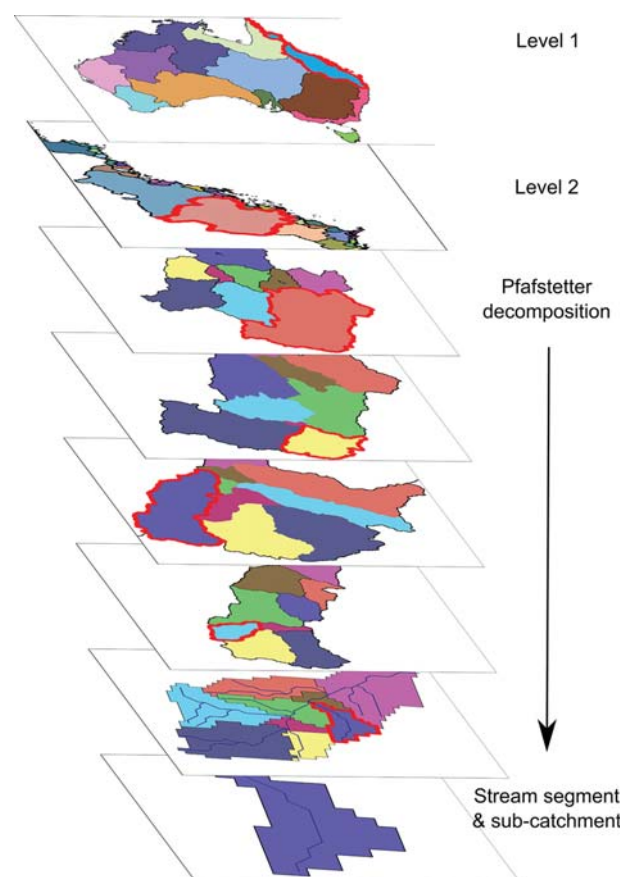 Level 1
Level 2
Pfafstetter
decomposition
Stream segment
& sub-catchment